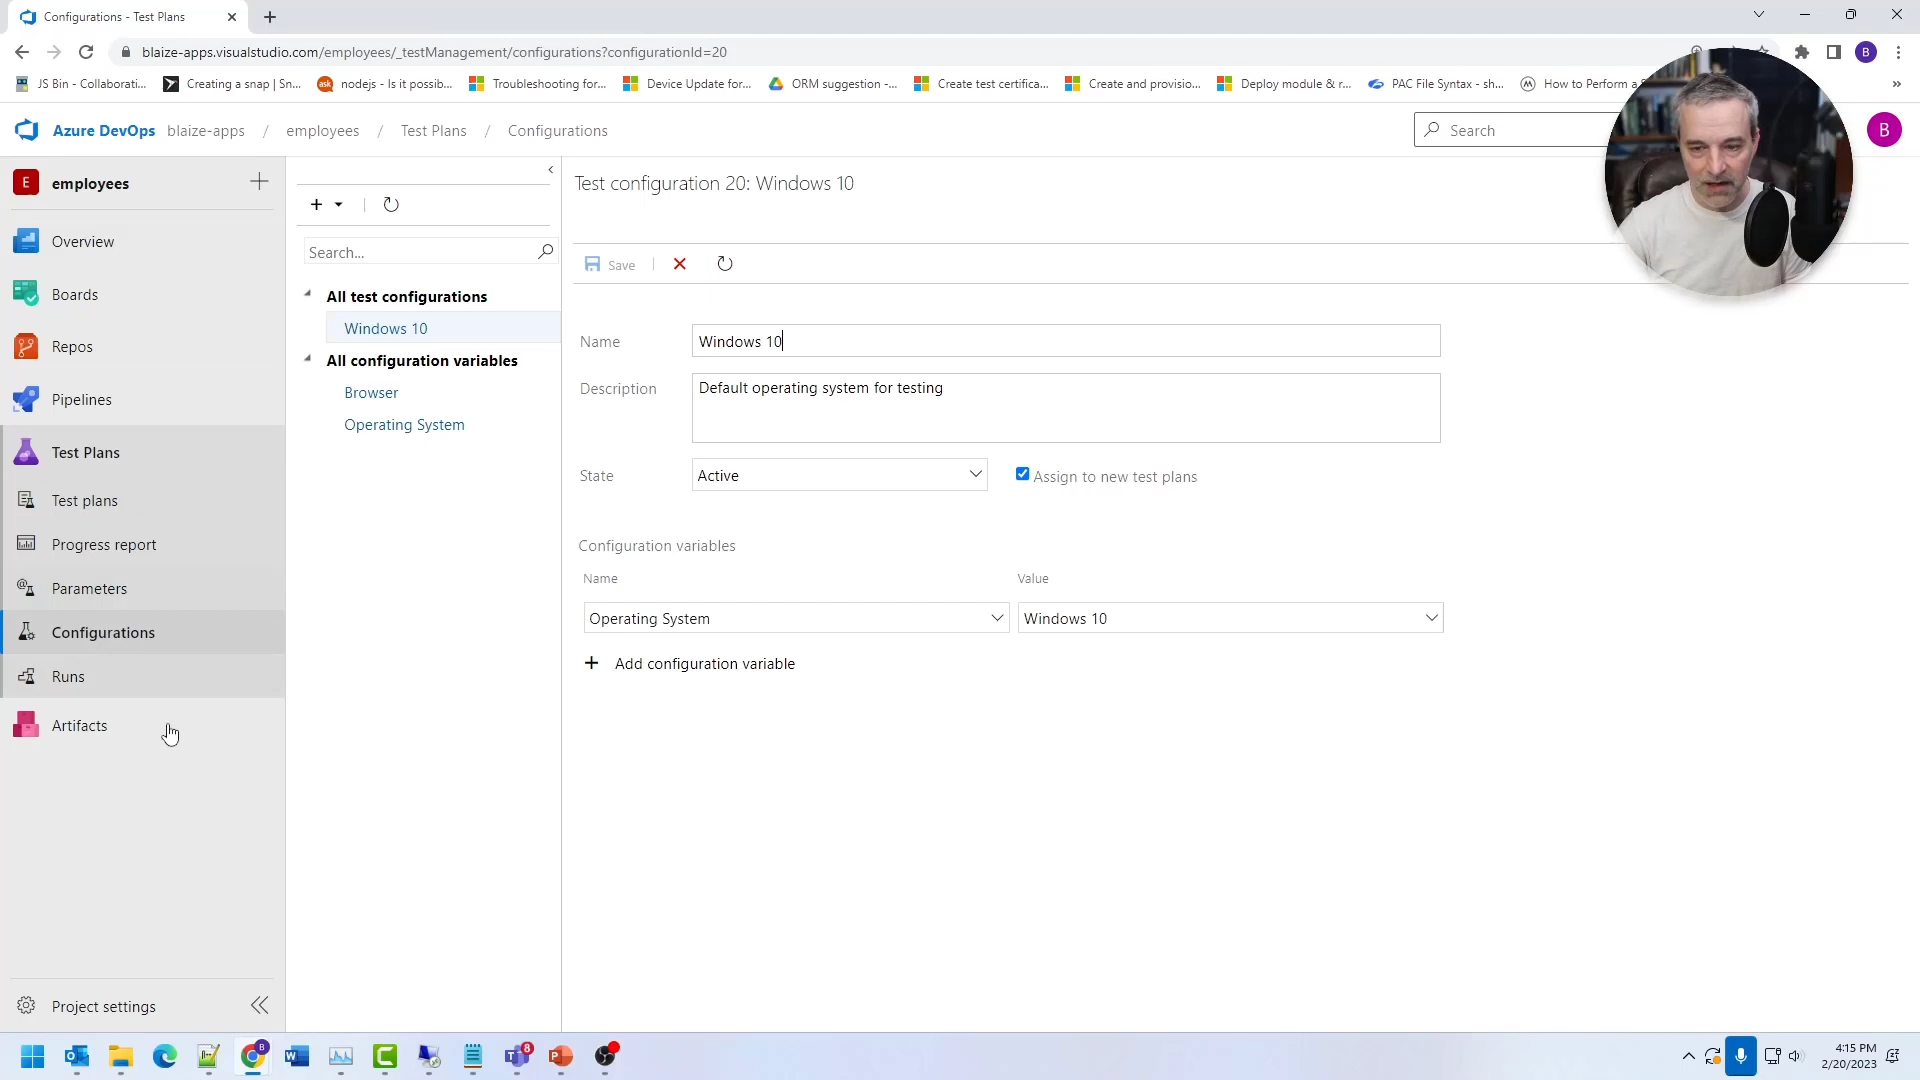 Configurations - Test Plans
blaize-apps.visualstudio.com/employees/_testManagement/configurations?configurationId=20
B
JS Bin - Collaborati...
Creating a snap | Sn...
ask
nodejs - Is it possib...
Troubleshooting for...
Device Update for...
ORM suggestion -...
Create test certifica...
Create and provisio...
Deploy module & r...
PAC File Syntax - sh...
How to Perform a
»
Azure DevOps blaize-apps / employees / Test Plans / Configurations
Search
B
E employees
Overview
Boards
Repos
Pipelines
Test Plans
Test plans
Progress report
Parameters
Configurations
Runs
Artifacts
Project settings
Search...
All test configurations
Windows 10
All configuration variables
Browser
Operating System
Test configuration 20: Windows 10
Save
Name
Windows 10
Description
Default operating system for testing
State
Active
Assign to new test plans
Configuration variables
Name Value
Operating System Windows 10
Add configuration variable
B
8
4:15 PM
2/20/2023